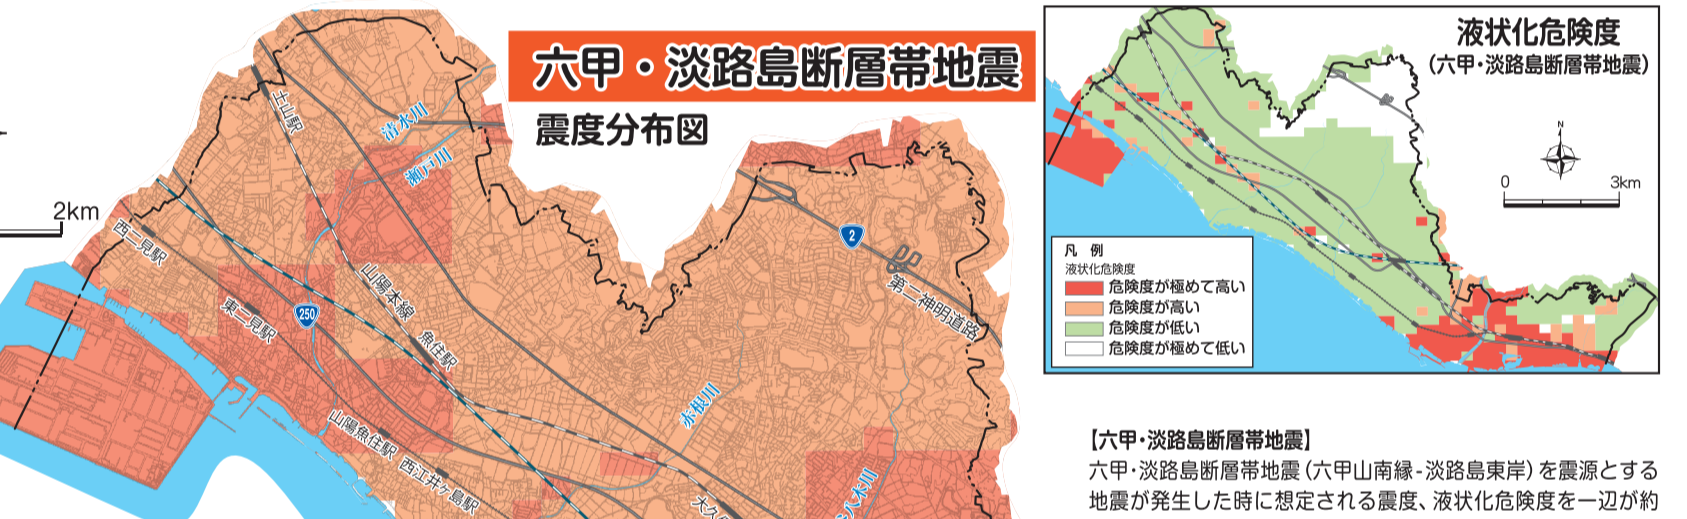 六甲・淡路島断層帯地震
震度分布図
土山駅
清水川
瀬戸川
2km
西二見駅
東二見駅
250
山陽本線
魚住駅
2
第二神明道路
赤根川
山陽魚住駅
西江井ヶ島駅
大久
八木川
液状化危険度
（六甲・淡路島断層帯地震）
N
0 3km
凡 例
液状化危険度
危険度が極めて高い
危険度が高い
危険度が低い
危険度が極めて低い
【六甲・淡路島断層帯地震】
六甲・淡路島断層帯地震（六甲山南縁-淡路島東岸）を震源とする
地震が発生した時に想定される震度、液状化危険度を一辺が約